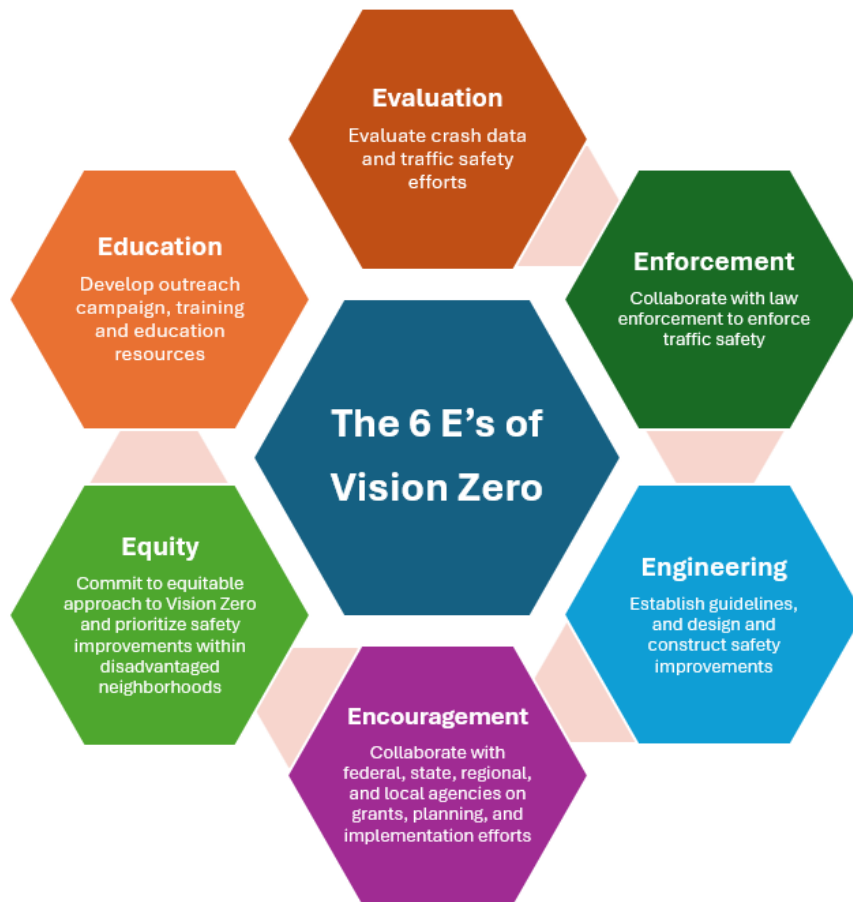 Evaluation
Evaluate crash data
and traffic safety
efforts
Enforcement
Collaborate with law
enforcement to enforce
traffic safety
Engineering
Establish guidelines,
and design and
construct safety
improvements
Encouragement
Collaborate with
federal, state, regional,
and local agencies on
grants, planning, and
implementation efforts
Equity
Commit to equitable
approach to Vision Zero
and prioritize safety
improvements within
disadvantaged
neighborhoods
Education
Develop outreach
campaign, training
and education
resources
The 6 E’s of
Vision Zero